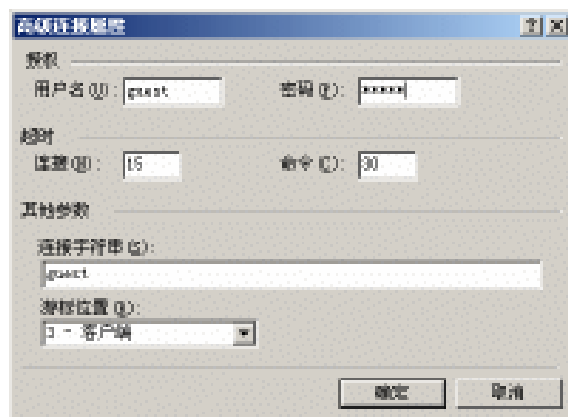 高级连接属性
授权
用户名(U): guest 密码(P): *****
超时
连接(N): 15 命令(C): 30
其他参数
连接字符串(S):
guest
游标位置(R):
3 - 客户端
确定 取消